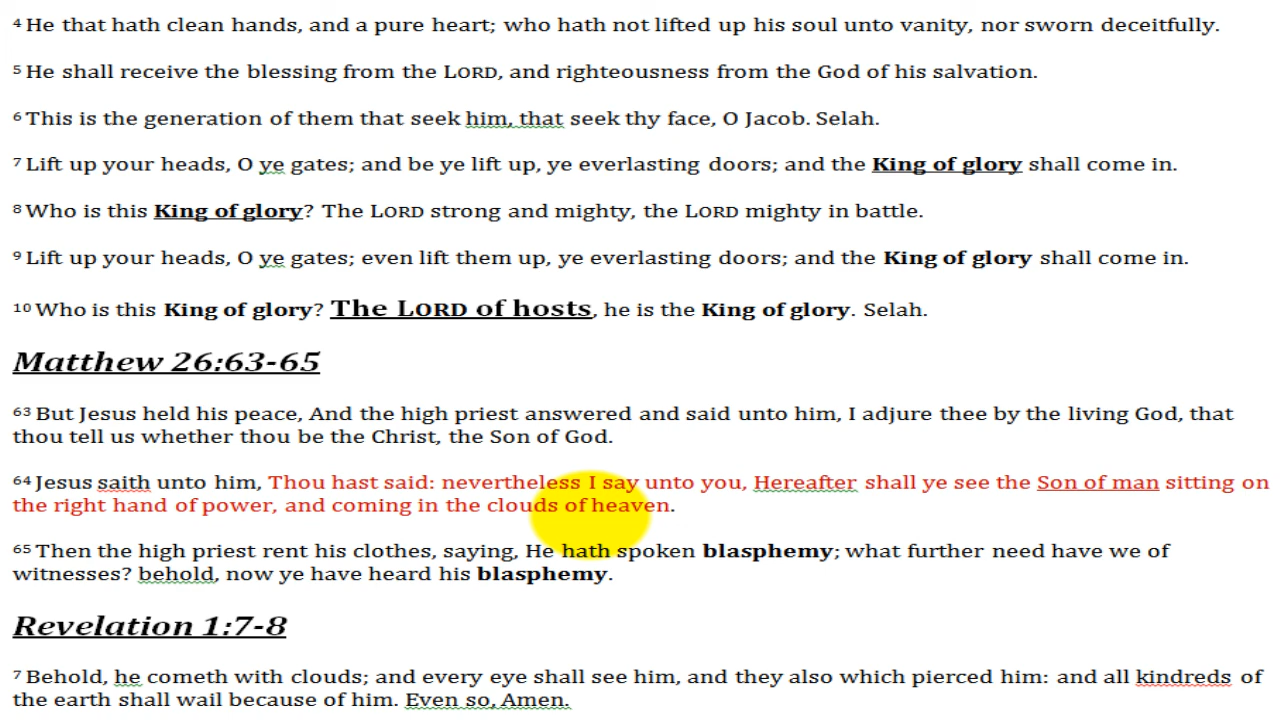 4 He that hath clean hands, and a pure heart; who hath not lifted up his soul unto vanity, nor sworn deceitfully.
5 He shall receive the blessing from the LORD, and righteousness from the God of his salvation.
6 This is the generation of them that seek him, that seek thy face, O Jacob. Selah.
7 Lift up your heads, O ye gates; and be ye lift up, ye everlasting doors; and the King of glory shall come in.
8 Who is this King of glory? The LORD strong and mighty, the LORD mighty in battle.
9 Lift up your heads, O ye gates; even lift them up, ye everlasting doors; and the King of glory shall come in.
10 Who is this King of glory? The LORD of hosts, he is the King of glory. Selah.
Matthew 26:63-65
63 But Jesus held his peace, And the high priest answered and said unto him, I adjure thee by the living God, that
thou tell us whether thou be the Christ, the Son of God.
64 Jesus saith unto him, Thou hast said: nevertheless I say unto you, Hereafter shall ye see the Son of man sitting on
the right hand of power, and coming in the clouds of heaven.
65 Then the high priest rent his clothes, saying, He hath spoken blasphemy; what further need have we of
witnesses? behold, now ye have heard his blasphemy.
Revelation 1:7-8
7 Behold, he cometh with clouds; and every eye shall see him, and they also which pierced him: and all kindreds of
the earth shall wail because of him. Even so, Amen.